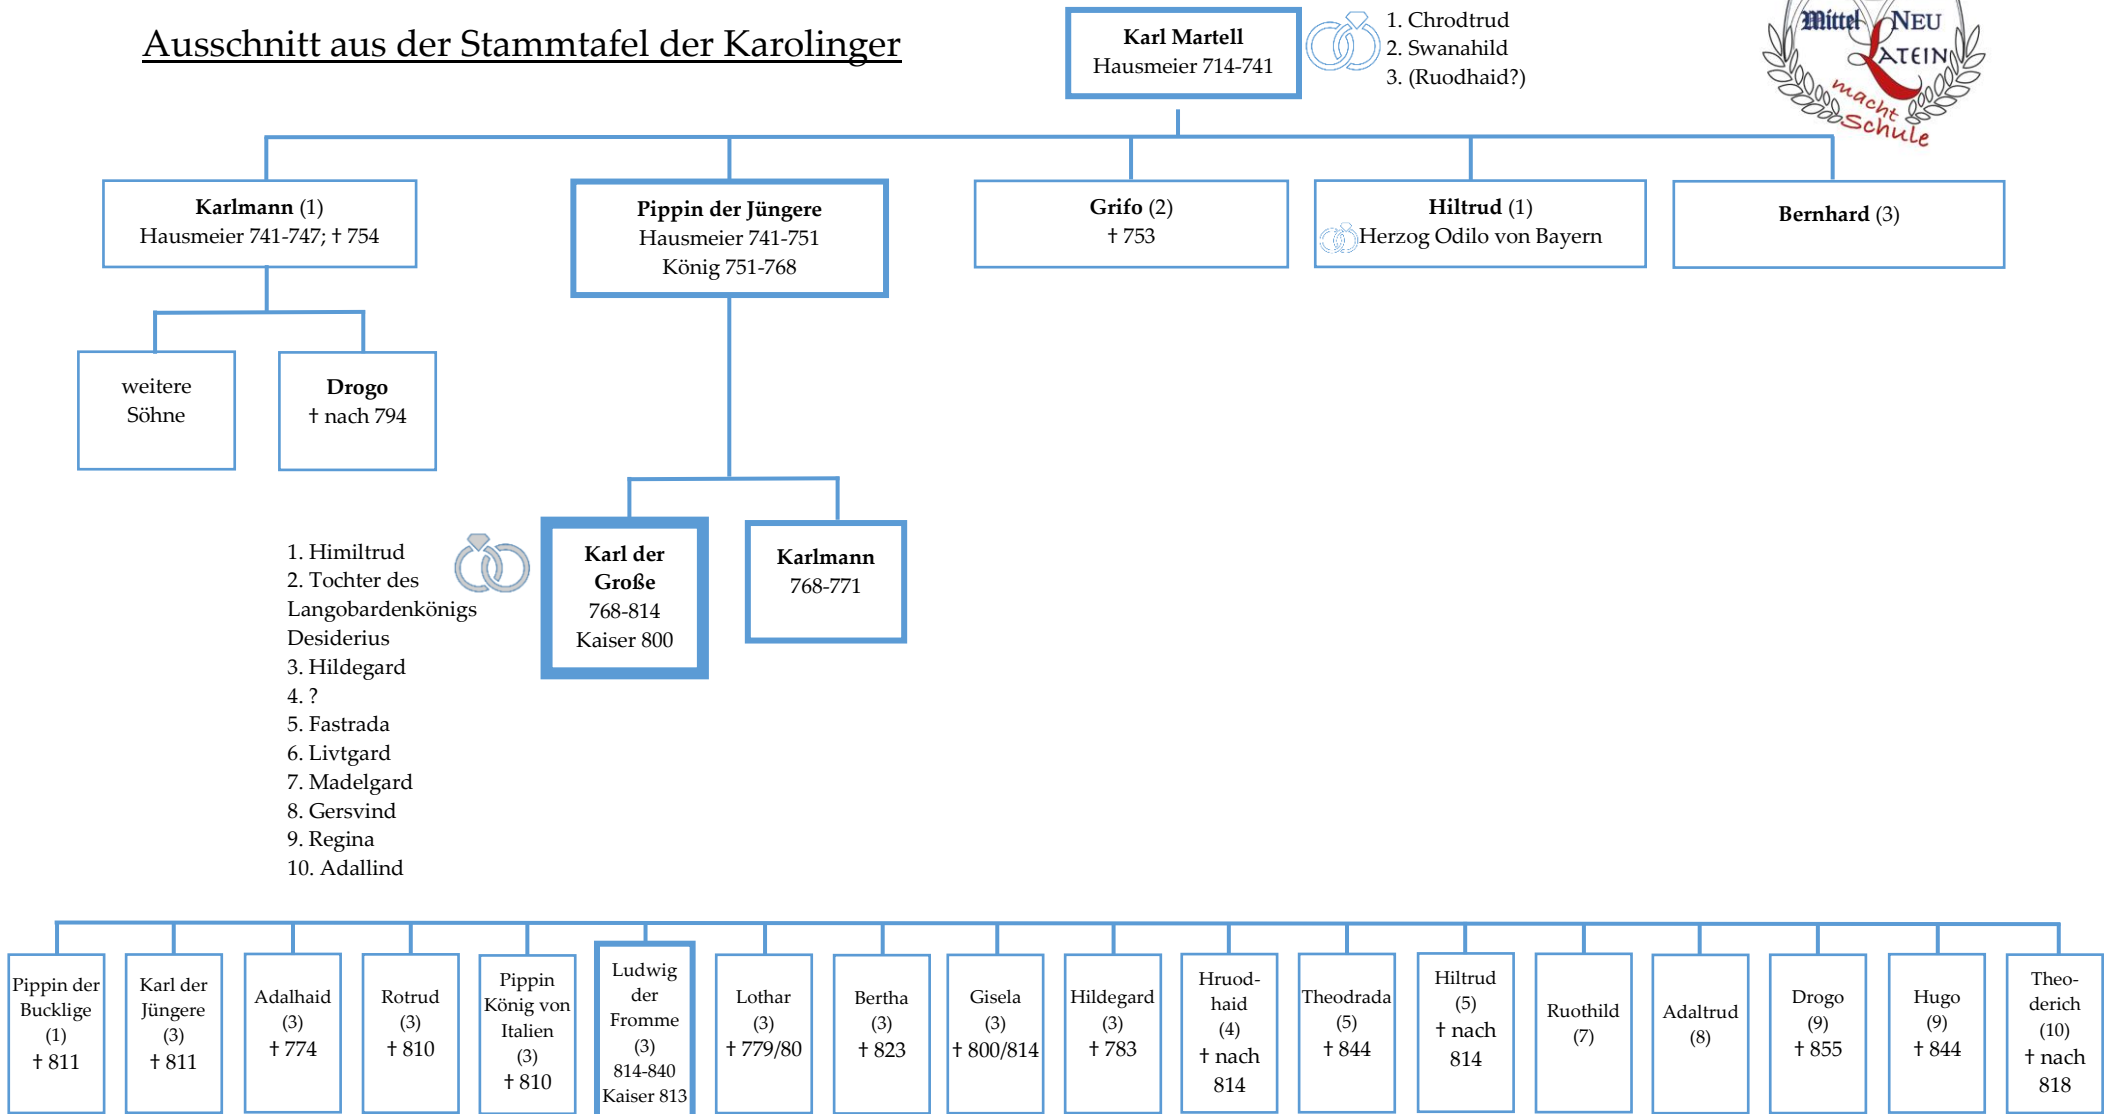 Ausschnitt aus der Stammtafel der Karolinger
Karl Martell
Hausmeier 714-741
1. Chrodtrud
2. Swanahild
3. (Ruodhaid?)
Mittel NEU
LATEIN
macht
Schule
Karlmann (1)
Hausmeier 741-747; † 754
Pippin der Jüngere
Hausmeier 741-751
König 751-768
Grifo (2)
† 753
Hiltrud (1)
Herzog Odilo von Bayern
Bernhard (3)
weitere
Söhne
Drogo
† nach 794
1. Himiltrud
2. Tochter des
Langobardenkönigs
Desiderius
3. Hildegard
4. ?
5. Fastrada
6. Livtgard
7. Madelgard
8. Gersvind
9. Regina
10. Adallind
Karl der
Große
768-814
Kaiser 800
Karlmann
768-771
Pippin der
Bucklige
(1)
† 811
Karl der
Jüngere
(3)
† 811
Adalhaid
(3)
† 774
Rotrud
(3)
† 810
Pippin
König von
Italien
(3)
† 810
Ludwig
der
Fromme
(3)
814-840
Kaiser 813
Lothar
(3)
† 779/80
Bertha
(3)
† 823
Gisela
(3)
† 800/814
Hildegard
(3)
† 783
Hruod-
haid
(4)
† nach
814
Theodrada
(5)
† 844
Hiltrud
(5)
† nach
814
Ruothild
(7)
Adaltrud
(8)
Drogo
(9)
† 855
Hugo
(9)
† 844
Theo-
derich
(10)
† nach
818